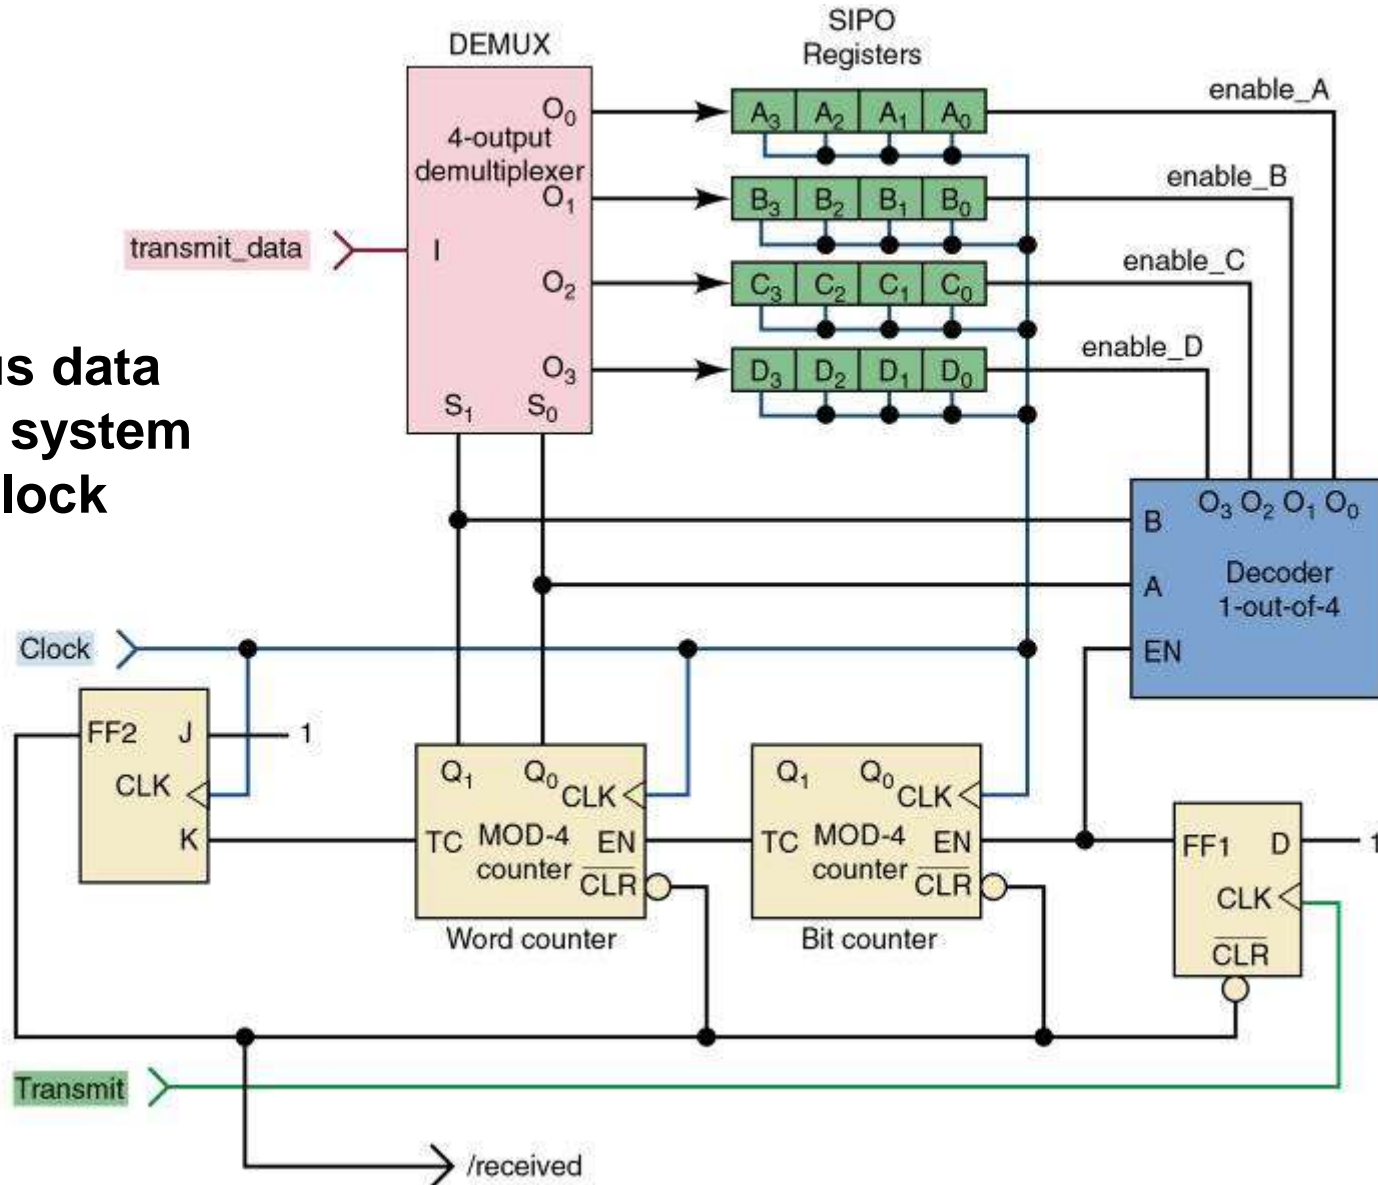 SIPO
Registers
DEMUX
4-output
demultiplexer
I
O₀
O₁
O₂
O₃
S₁ S₀
transmit_data
A₃ A₂ A₁ A₀
B₃ B₂ B₁ B₀
C₃ C₂ C₁ C₀
D₃ D₂ D₁ D₀
enable_A
enable_B
enable_C
enable_D
us data
system
lock
O₃ O₂ O₁ O₀
B
A
EN
Decoder
1-out-of-4
Clock
FF2 J 1
CLK
K
Q₁ Q₀
CLK
TC MOD-4 EN
counter CLR
Word counter
Q₁ Q₀
CLK
TC MOD-4 EN
counter CLR
Bit counter
FF1 D 1
CLK
CLR
Transmit
/received